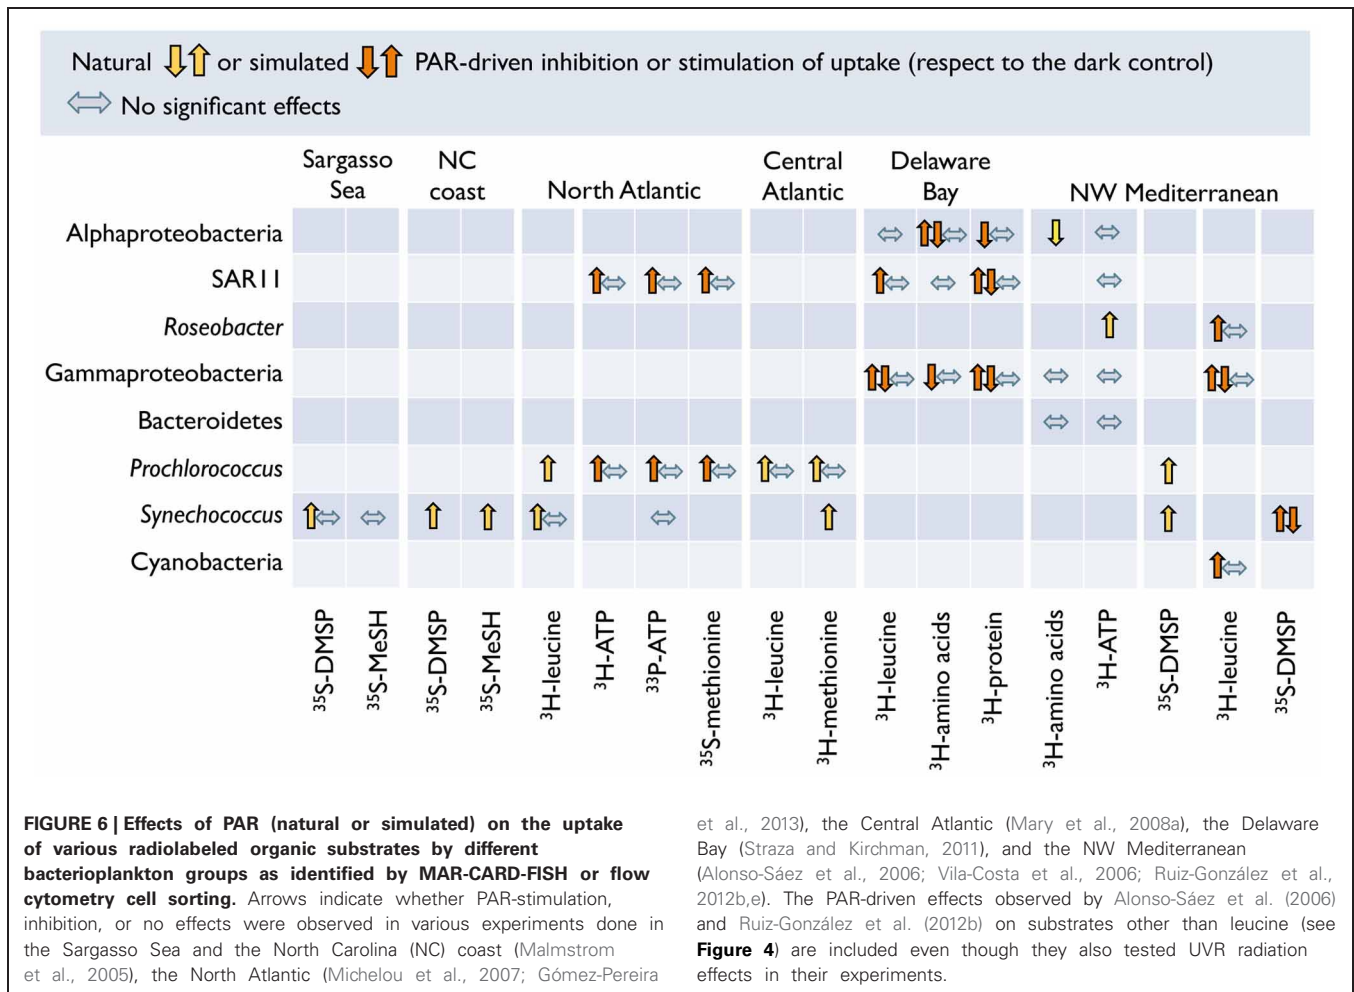 Natural or simulated PAR-driven inhibition or stimulation of uptake (respect to the dark control)
No significant effects
Sargasso Sea
NC coast
North Atlantic
Central Atlantic
Delaware Bay
NW Mediterranean
Alphaproteobacteria
SAR11
Roseobacter
Gammaproteobacteria
Bacteroidetes
Prochlorococcus
Synechococcus
Cyanobacteria
³⁵S-DMSP
³⁵S-MeSH
³⁵S-DMSP
³⁵S-MeSH
³H-leucine
³H-ATP
³³P-ATP
³⁵S-methionine
³H-leucine
³H-methionine
³H-leucine
³H-amino acids
³H-protein
³H-amino acids
³H-ATP
³⁵S-DMSP
³H-leucine
³⁵S-DMSP
FIGURE 6 | Effects of PAR (natural or simulated) on the uptake
of various radiolabeled organic substrates by different
bacterioplankton groups as identified by MAR-CARD-FISH or flow
cytometry cell sorting. Arrows indicate whether PAR-stimulation,
inhibition, or no effects were observed in various experiments done in
the Sargasso Sea and the North Carolina (NC) coast (Malmstrom
et al., 2005), the North Atlantic (Michelou et al., 2007; Gómez-Pereira
et al., 2013), the Central Atlantic (Mary et al., 2008a), the Delaware
Bay (Straza and Kirchman, 2011), and the NW Mediterranean
(Alonso-Sáez et al., 2006; Vila-Costa et al., 2006; Ruiz-González et al.,
2012b,e). The PAR-driven effects observed by Alonso-Sáez et al. (2006)
and Ruiz-González et al. (2012b) on substrates other than leucine (see
Figure 4) are included even though they also tested UVR radiation
effects in their experiments.